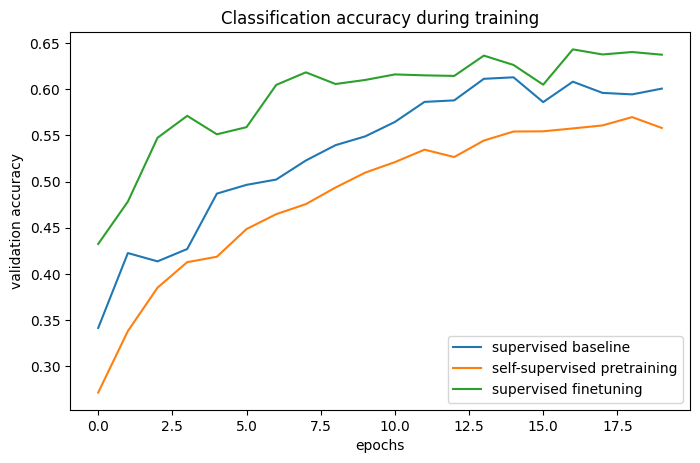 Classification accuracy during training
validation accuracy
0.65
0.60
0.55
0.50
0.45
0.40
0.35
0.30
supervised baseline
self-supervised pretraining
supervised finetuning
0.0 2.5 5.0 7.5 10.0 12.5 15.0 17.5
epochs